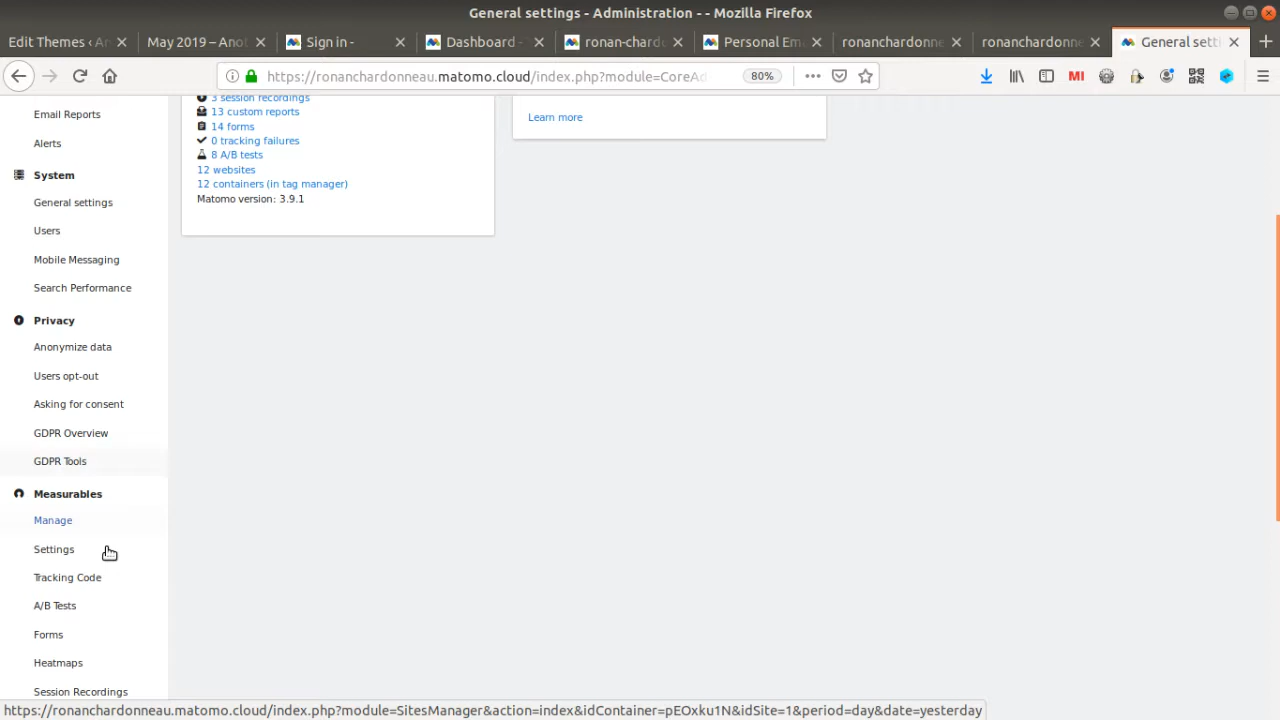 General settings - Administration - - Mozilla Firefox
Edit Themes ‹ An
May 2019 – Anot
Sign in -
Dashboard -
ronan-chardo
Personal Ema
ronanchardonne
ronanchardonne
General setti
https://ronanchardonneau.matomo.cloud/index.php?module=CoreAd
80%
MI
Email Reports
Alerts
System
General settings
Users
Mobile Messaging
Search Performance
Privacy
Anonymize data
Users opt-out
Asking for consent
GDPR Overview
GDPR Tools
Measurables
Manage
Settings
Tracking Code
A/B Tests
Forms
Heatmaps
Session Recordings
3 session recordings
13 custom reports
14 forms
0 tracking failures
8 A/B tests
12 websites
12 containers (in tag manager)
Matomo version: 3.9.1
Learn more
https://ronanchardonneau.matomo.cloud/index.php?module=SitesManager&action=index&idContainer=pEOxku1N&idSite=1&period=day&date=yesterday